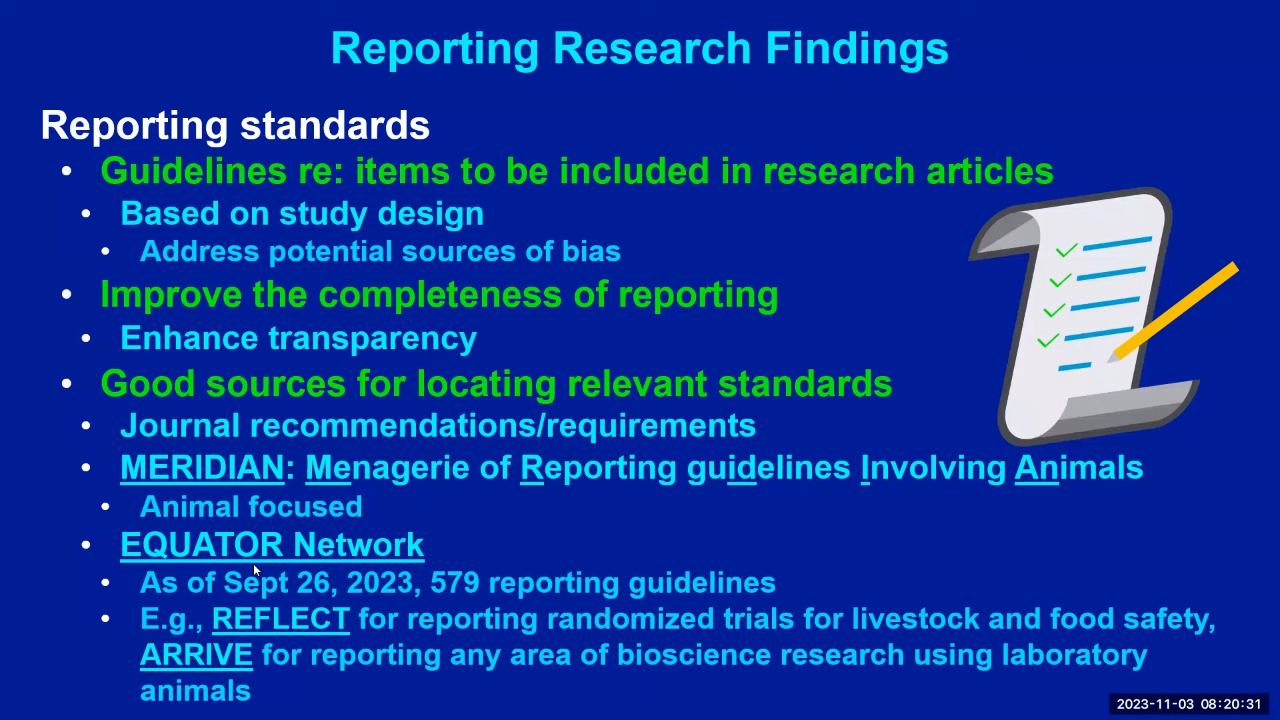 Reporting Research Findings
Reporting standards
• Guidelines re: items to be included in research articles
• Based on study design
• Address potential sources of bias
• Improve the completeness of reporting
• Enhance transparency
• Good sources for locating relevant standards
• Journal recommendations/requirements
• MERIDIAN: Menagerie of Reporting guidelines Involving Animals
• Animal focused
• EQUATOR Network
• As of Sept 26, 2023, 579 reporting guidelines
• E.g., REFLECT for reporting randomized trials for livestock and food safety,
ARRIVE for reporting any area of bioscience research using laboratory
animals
2023-11-03 08:20:31